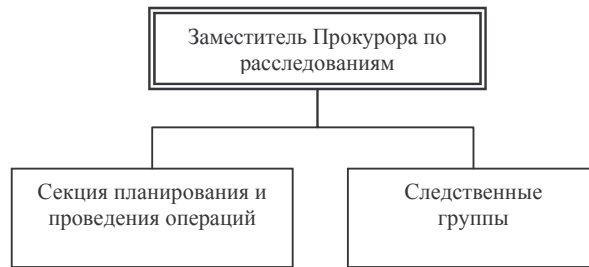 Заместитель Прокурора по
расследованиям
Секция планирования и
проведения операций
Следственные
группы